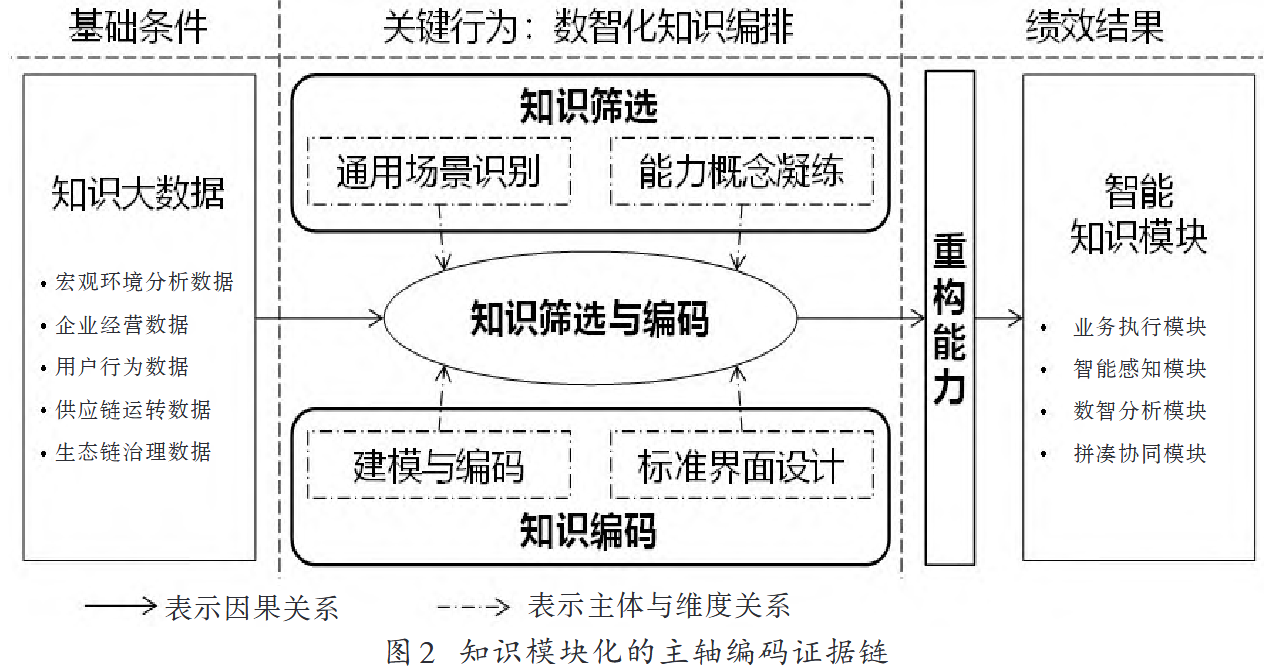 基础条件
关键行为：数智化知识编排
绩效结果
知识大数据
• 宏观环境分析数据
• 企业经营数据
• 用户行为数据
• 供应链运转数据
• 生态链治理数据
知识筛选
通用场景识别
能力概念凝练
知识筛选与编码
建模与编码
标准界面设计
知识编码
重构能力
智能
知识模块
• 业务执行模块
• 智能感知模块
• 数智分析模块
• 拼凑协同模块
表示因果关系
表示主体与维度关系
图2 知识模块化的主轴编码证据链